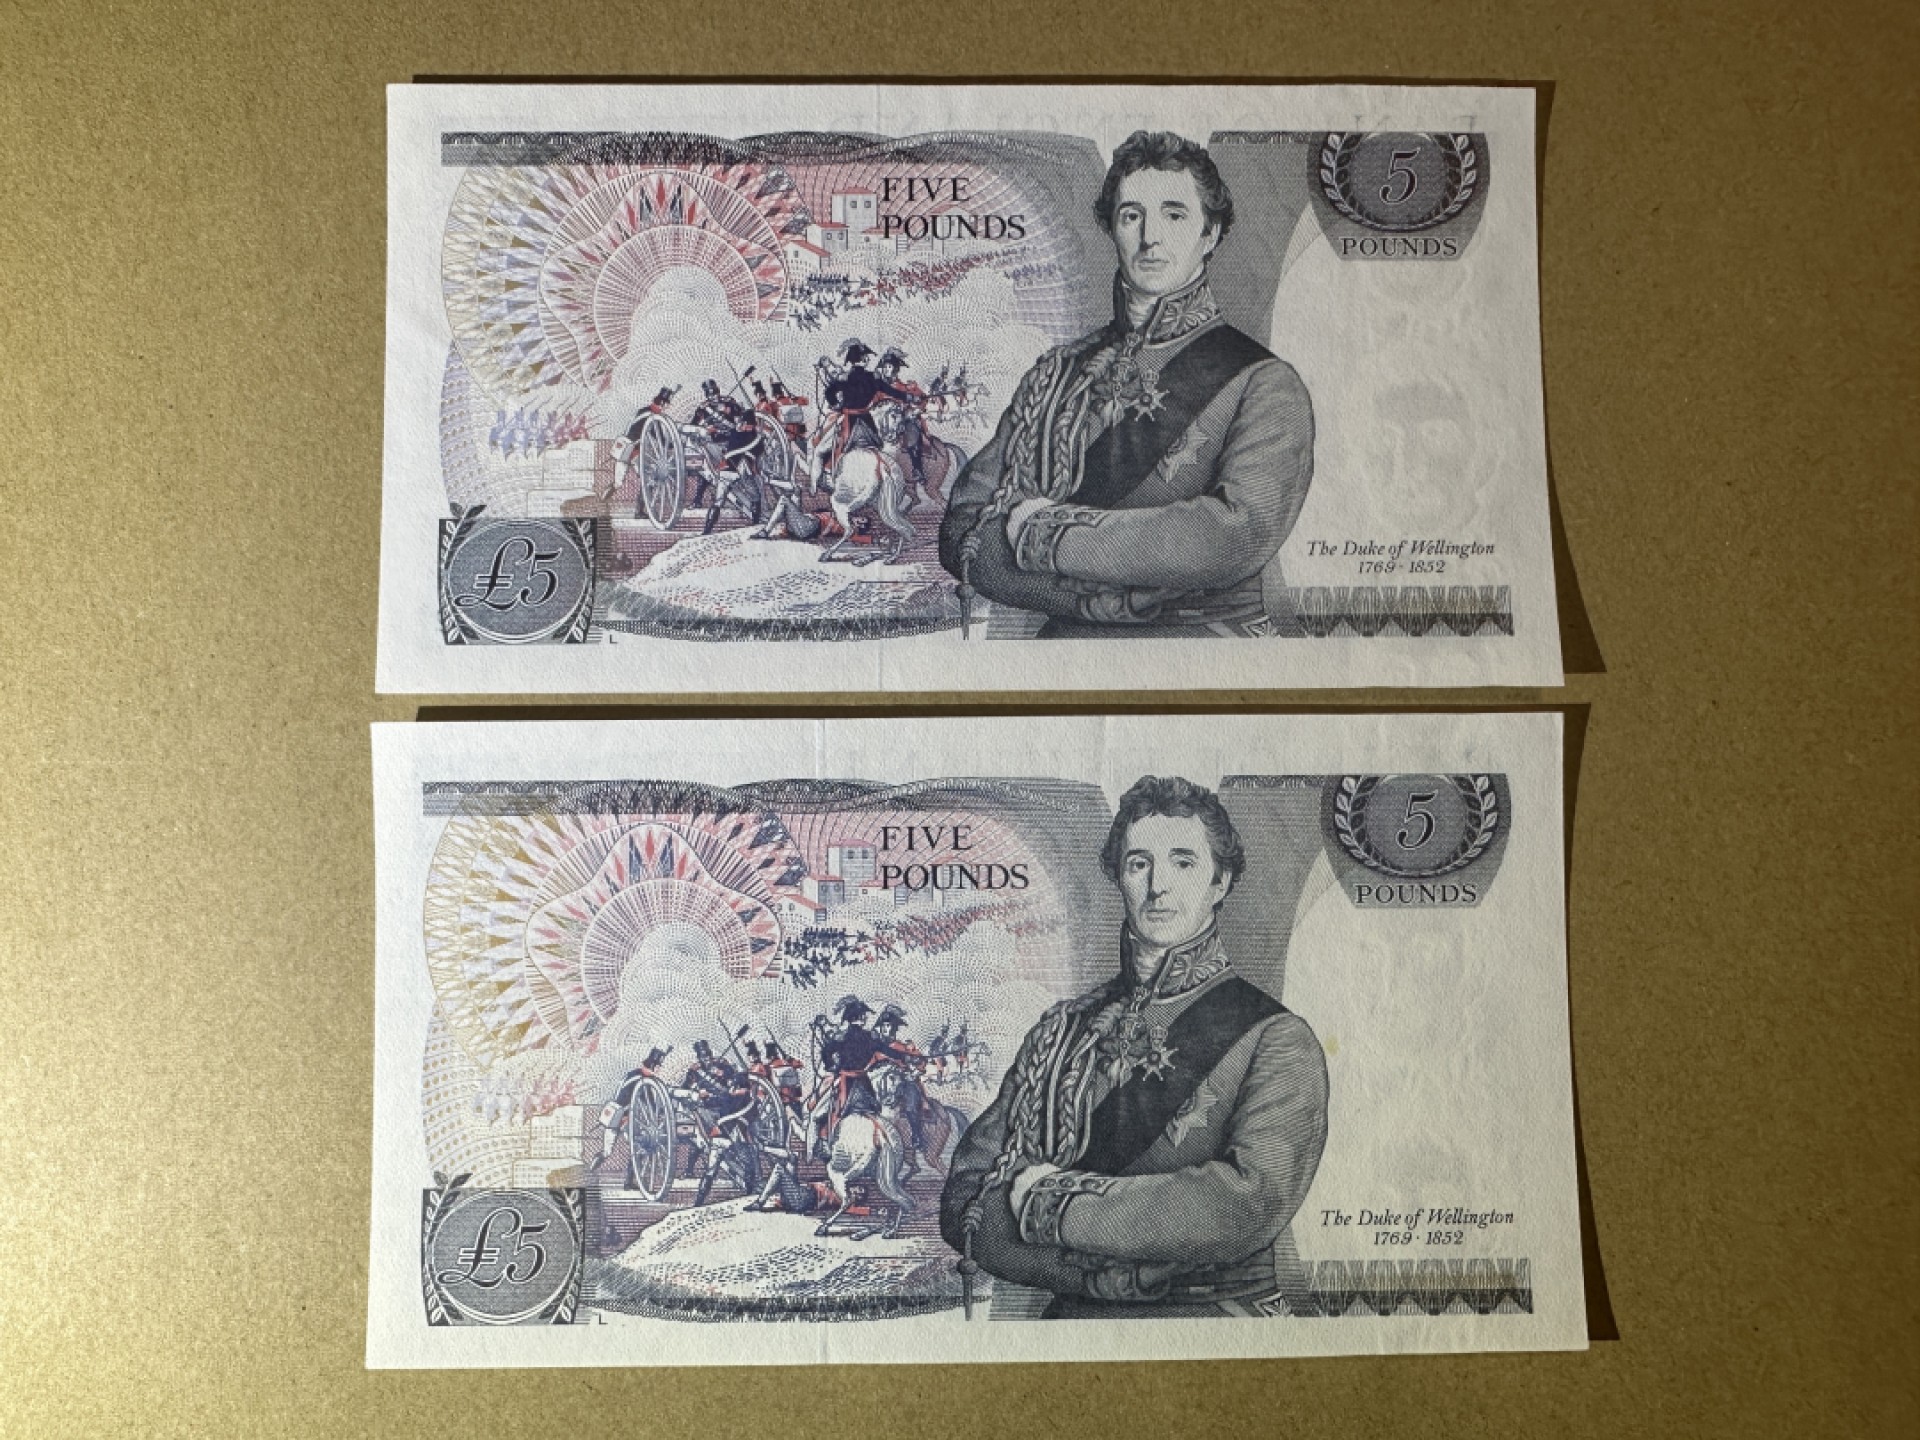 FIVE
POUNDS
5
POUNDS
The Duke of Wellington
1769 · 1852
£5
L
FIVE
POUNDS
5
POUNDS
The Duke of Wellington
1769 · 1852
£5
L